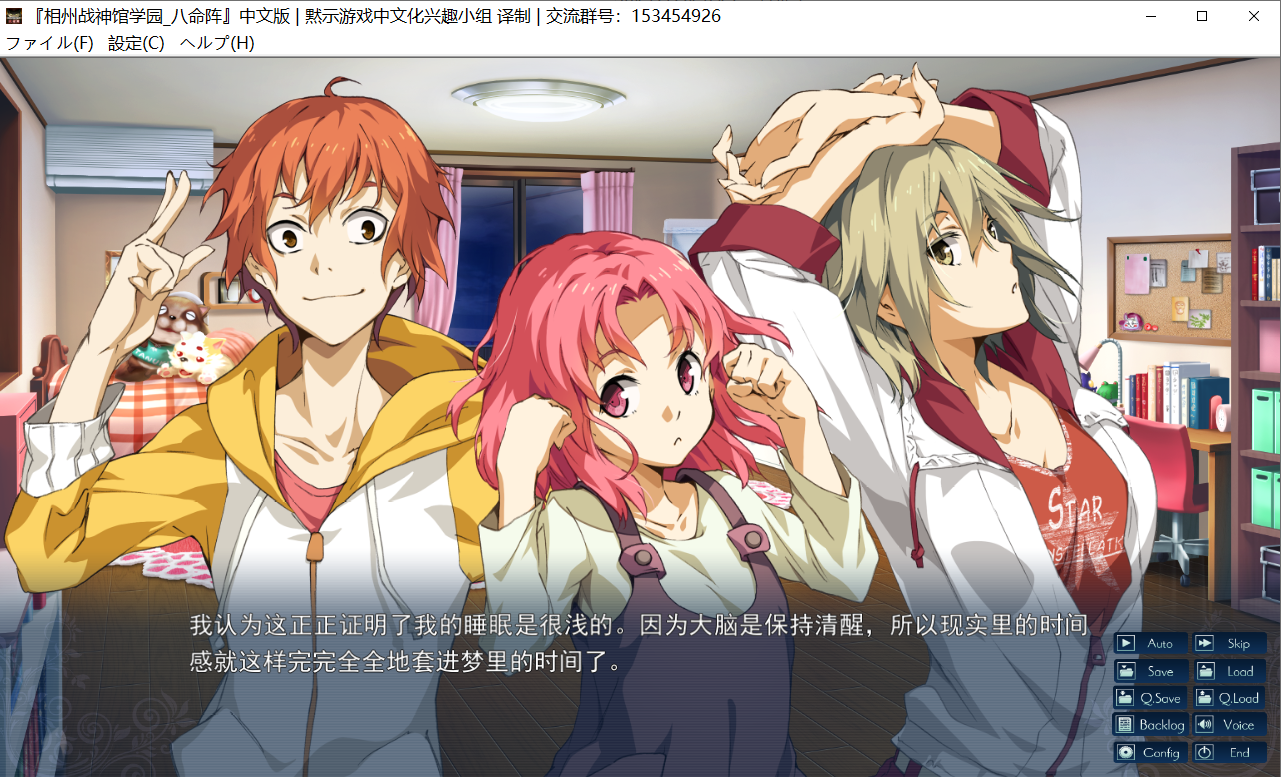 『相州战神馆学园_八命阵』中文版 | 黙示游戏中文化兴趣小组 译制 | 交流群号：153454926
ファイル(F) 設定(C) ヘルプ(H)
STAR
我认为这正正证明了我的睡眠是很浅的。因为大脑是保持清醒，所以现实里的时间
感就这样完完全全地套进梦里的时间了。
Auto Skip
Save Load
Q.Save Q.Load
Backlog Voice
Config End